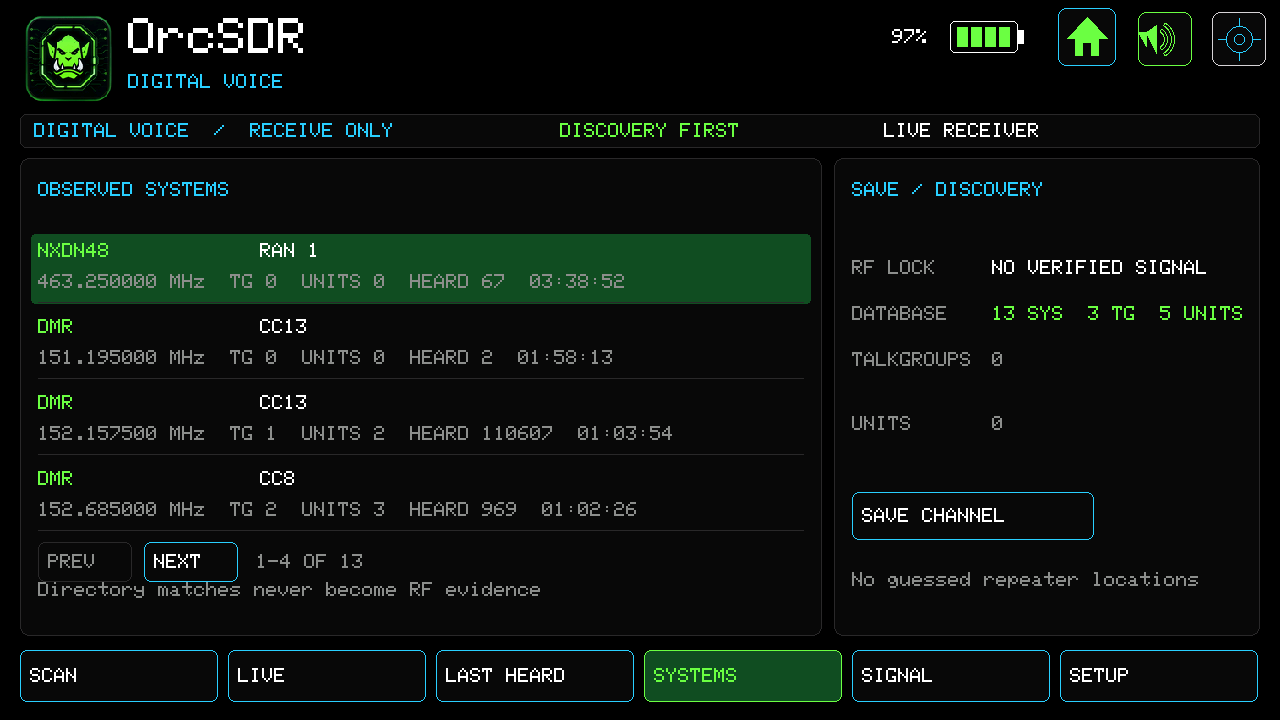 OrcSDR
DIGITAL VOICE
97%
DIGITAL VOICE / RECEIVE ONLY
DISCOVERY FIRST
LIVE RECEIVER
OBSERVED SYSTEMS
NXDN48 RAN 1
463.250000 MHz TG 0 UNITS 0 HEARD 67 03:38:52
DMR CC13
151.195000 MHz TG 0 UNITS 0 HEARD 2 01:58:13
DMR CC13
152.157500 MHz TG 1 UNITS 2 HEARD 110607 01:03:54
DMR CC8
152.685000 MHz TG 2 UNITS 3 HEARD 969 01:02:26
PREV NEXT 1-4 OF 13
Directory matches never become RF evidence
SAVE / DISCOVERY
RF LOCK NO VERIFIED SIGNAL
DATABASE 13 SYS 3 TG 5 UNITS
TALKGROUPS 0
UNITS 0
SAVE CHANNEL
No guessed repeater locations
SCAN
LIVE
LAST HEARD
SYSTEMS
SIGNAL
SETUP